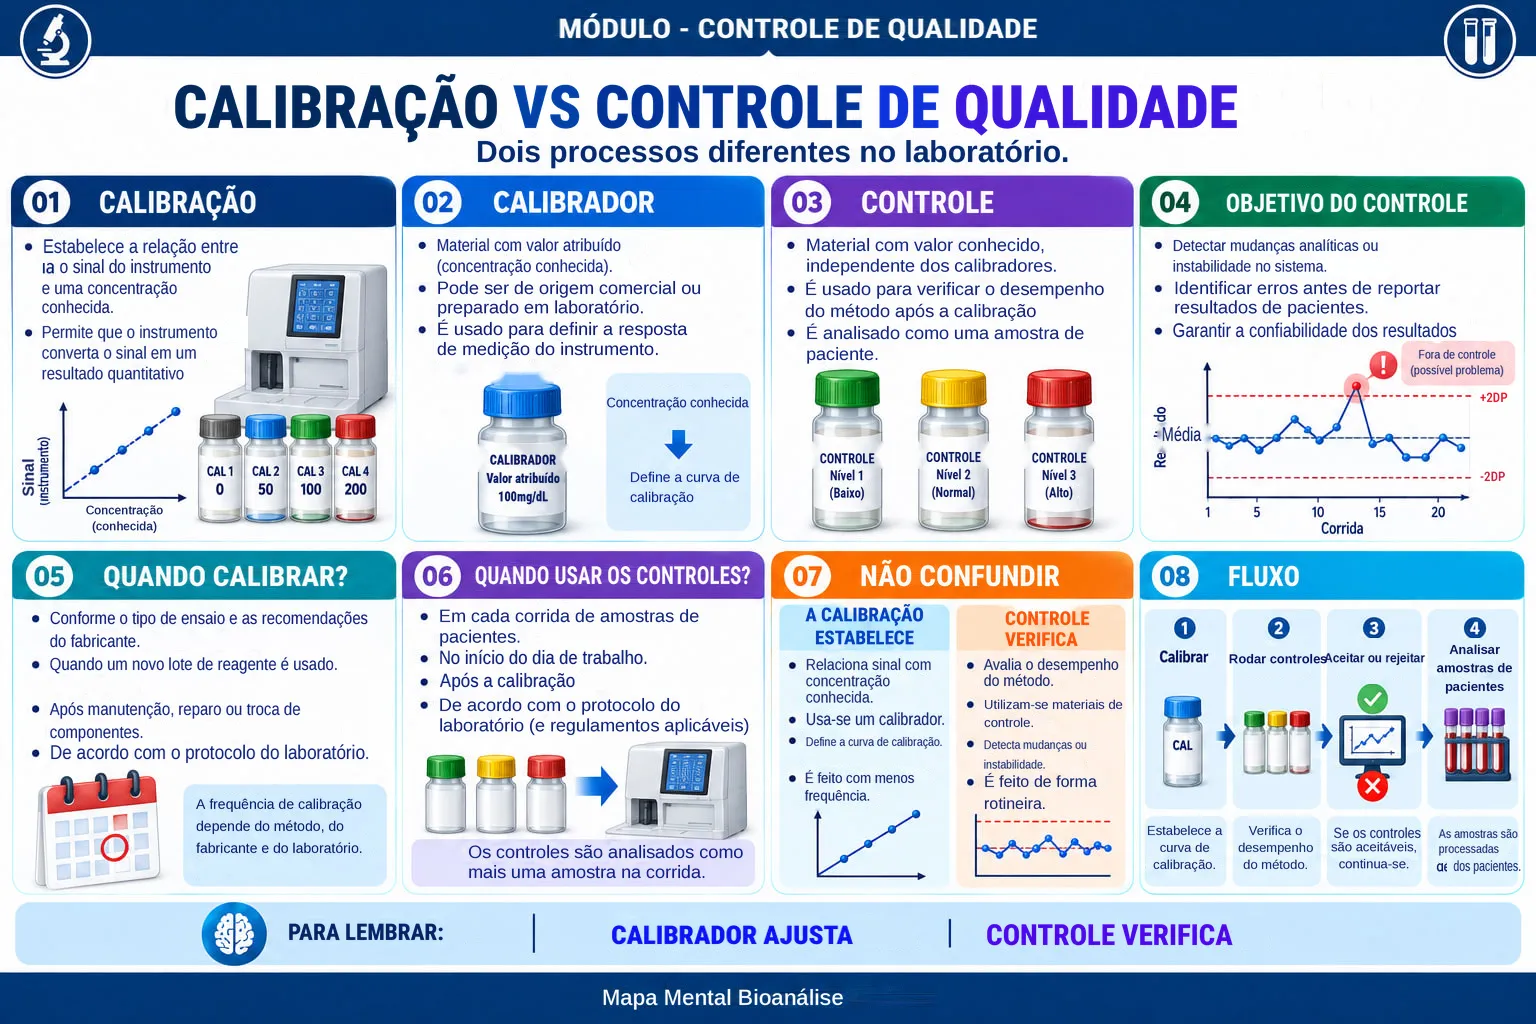 MÓDULO - CONTROLE DE QUALIDADE
CALIBRAÇÃO VS CONTROLE DE QUALIDADE
Dois processos diferentes no laboratório.
01 CALIBRAÇÃO
• Estabelece a relação entre
ıa o sinal do instrumento
e uma concentração
conhecida.
• Permite que o instrumento
converta o sinal em um
resultado quantitativo
Sinal
(instrumento)
Concentração
(conhecida)
CAL 1
0
CAL 2
50
CAL 3
100
CAL 4
200
02 CALIBRADOR
• Material com valor atribuído
(concentração conhecida).
• Pode ser de origem comercial ou
preparado em laboratório.
• É usado para definir a resposta
de medição do instrumento.
CALIBRADOR
Valor atribuído
100mg/dL
Concentração conhecida
Define a curva de
calibração
03 CONTROLE
• Material com valor conhecido,
independente dos calibradores.
• É usado para verificar o desempenho
do método após a calibração
• É analisado como uma amostra de
paciente.
CONTROLE
Nível 1
(Baixo)
CONTROLE
Nível 2
(Normal)
CONTROLE
Nível 3
(Alto)
04 OBJETIVO DO CONTROLE
• Detectar mudanças analíticas ou
instabilidade no sistema.
• Identificar erros antes de reportar
resultados de pacientes.
• Garantir a confiabilidade dos resultados
!
Fora de controle
(possível problema)
+2DP
Média
-2DP
1 5 10 15 20
Corrida
05 QUANDO CALIBRAR?
• Conforme o tipo de ensaio e as recomendações
do fabricante.
• Quando um novo lote de reagente é usado.
• Após manutenção, reparo ou troca de
componentes.
• De acordo com o protocolo do laboratório.
A frequência de calibração
depende do método, do
fabricante e do laboratório.
06 QUANDO USAR OS CONTROLES?
• Em cada corrida de amostras de
pacientes.
• No início do dia de trabalho.
• Após a calibração
• De acordo com o protocolo do
laboratório (e regulamentos aplicáveis)
Os controles são analisados como
mais uma amostra na corrida.
07 NÃO CONFUNDIR
A CALIBRAÇÃO
ESTABELECE
• Relaciona sinal com
concentração
conhecida.
• Usa-se um calibrador.
• Define a curva de calibração.
• É feito com menos
frequência.
CONTROLE
VERIFICA
• Avalia o desempenho
do método.
• Utilizam-se materiais de
controle.
• Detecta mudanças ou
instabilidade.
• É feito de forma
rotineira.
08 FLUXO
1
Calibrar
CAL
Estabelece a
curva de
calibração.
2
Rodar controles
Verifica o
desempenho
do método.
3
Aceitar ou rejeitar
Se os controles
são aceitáveis,
continua-se.
4
Analisar
amostras de
pacientes
As amostras são
processadas
de dos pacientes.
PARA LEMBRAR:
CALIBRADOR AJUSTA
CONTROLE VERIFICA
Mapa Mental Bioanálise